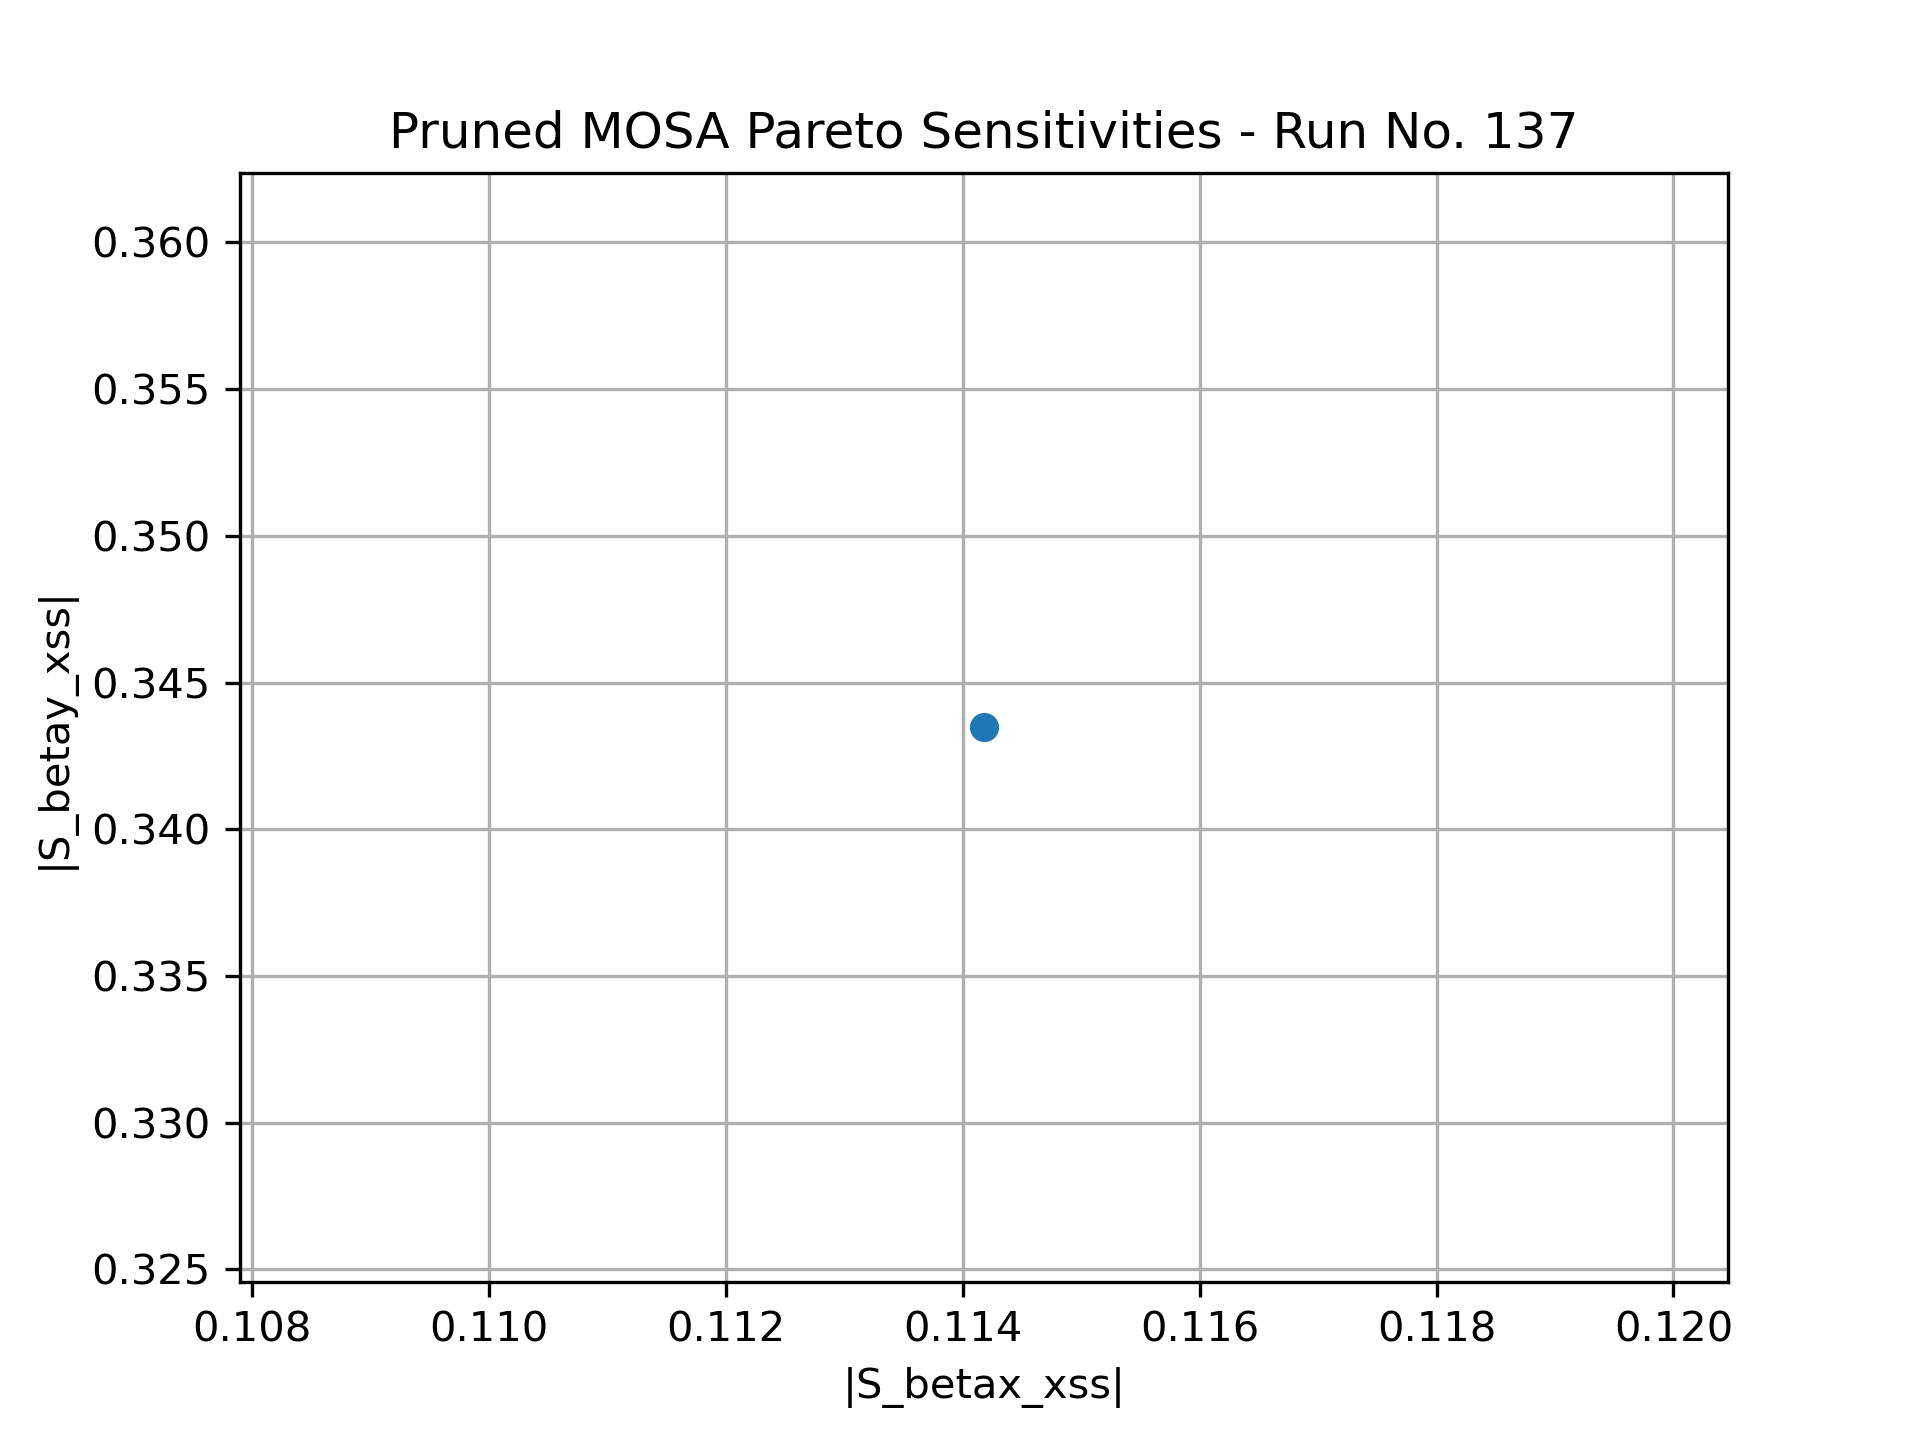 Pruned MOSA Pareto Sensitivities - Run No. 137
0.360
0.355
0.350
0.345
0.340
0.335
0.330
0.325
|S_betay_xss|
0.108 0.110 0.112 0.114 0.116 0.118 0.120
|S_betax_xss|